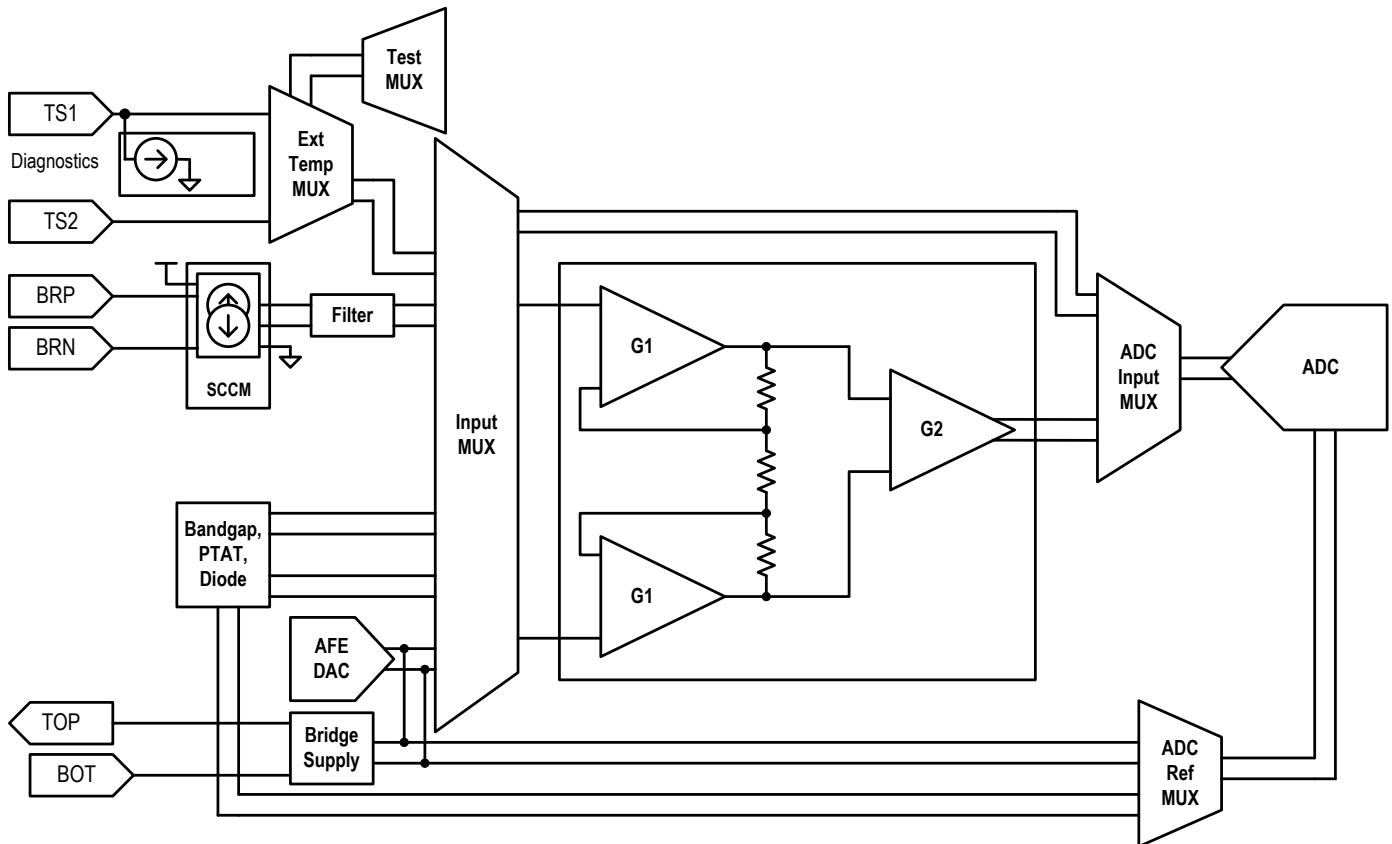 Test
MUX
TS1
Ext
Temp
MUX
Diagnostics
TS2
BRP
BRN
SCCM
Filter
G1
ADC
Input
MUX
ADC
Input
MUX
G2
Bandgap,
PTAT,
Diode
G1
AFE
DAC
TOP
BOT
Bridge
Supply
ADC
Ref
MUX